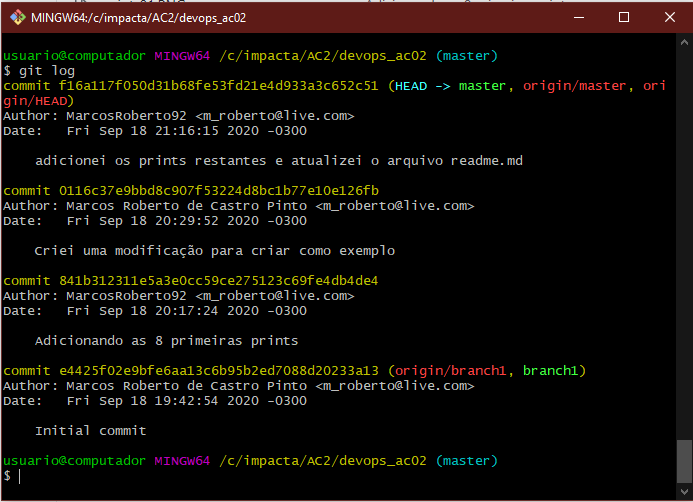 MINGW64:/c/impacta/AC2/devops_ac02
usuario@computador MINGW64 /c/impacta/AC2/devops_ac02 (master)
$ git log
commit f16a117f050d31b68fe53fd21e4d933a3c652c51 (HEAD -> master, origin/master, ori
gin/HEAD)
Author: MarcosRoberto92 <m_roberto@live.com>
Date:   Fri Sep 18 21:16:15 2020 -0300
    adicionei os prints restantes e atualizei o arquivo readme.md
commit 0116c37e9bbd8c907f53224d8bc1b77e10e126fb
Author: Marcos Roberto de Castro Pinto <m_roberto@live.com>
Date:   Fri Sep 18 20:29:52 2020 -0300
    Criei uma modificação para criar como exemplo
commit 841b312311e5a3e0cc59ce275123c69fe4db4de4
Author: MarcosRoberto92 <m_roberto@live.com>
Date:   Fri Sep 18 20:17:24 2020 -0300
    Adicionando as 8 primeiras prints
commit e4425f02e9bfe6aa13c6b95b2ed7088d20233a13 (origin/branch1, branch1)
Author: Marcos Roberto de Castro Pinto <m_roberto@live.com>
Date:   Fri Sep 18 19:42:54 2020 -0300
    Initial commit
usuario@computador MINGW64 /c/impacta/AC2/devops_ac02 (master)
$